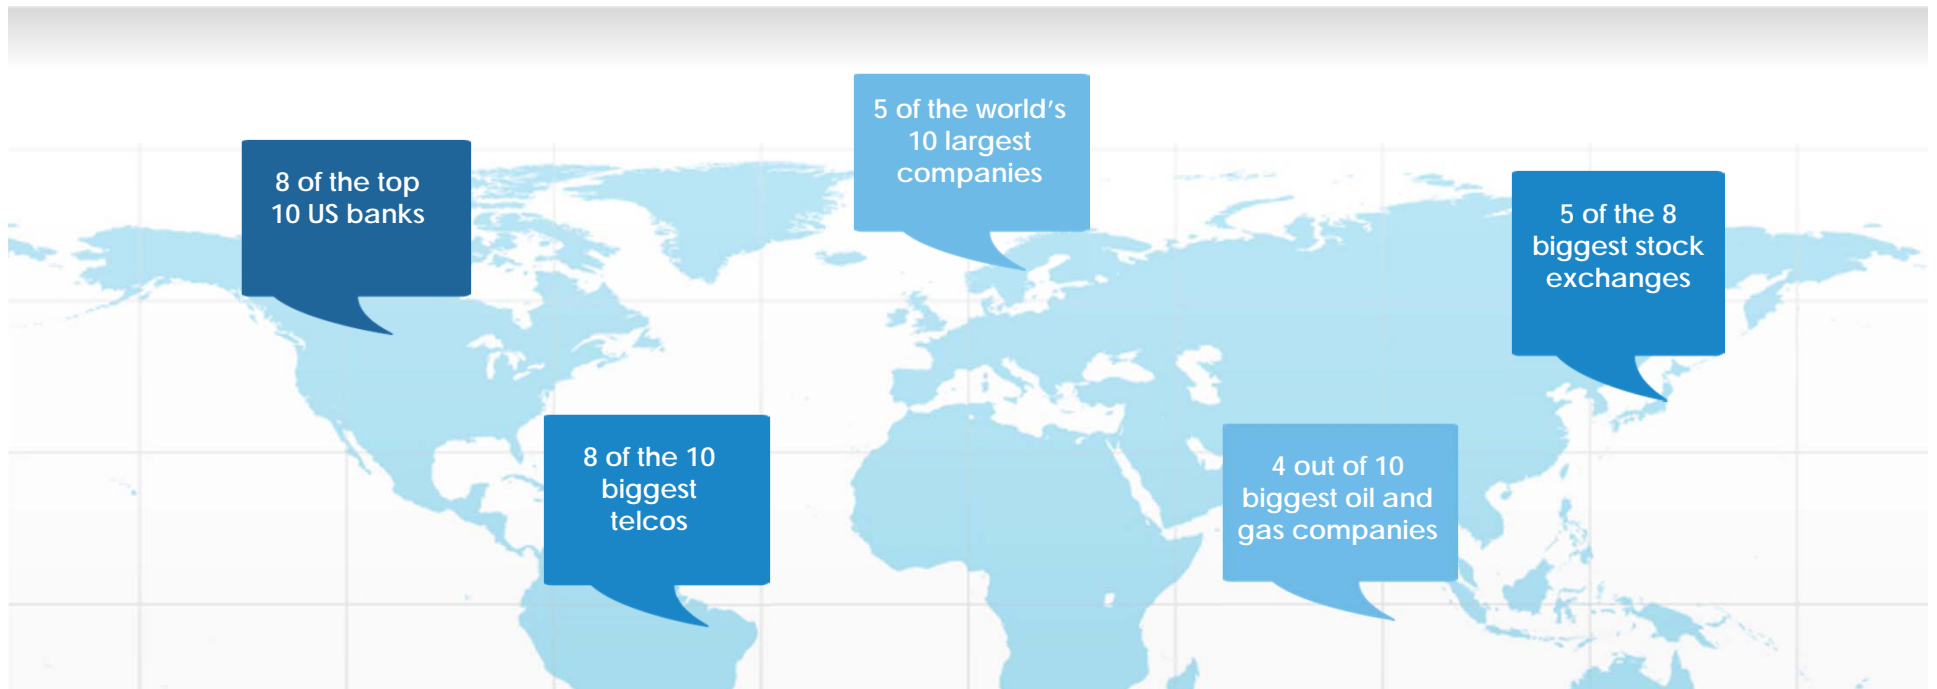 5 of the world's
10 largest
companies
8 of the top
10 US banks
5 of the 8
biggest stock
exchanges
8 of the 10
biggest
telcos
4 out of 10
biggest oil and
gas companies